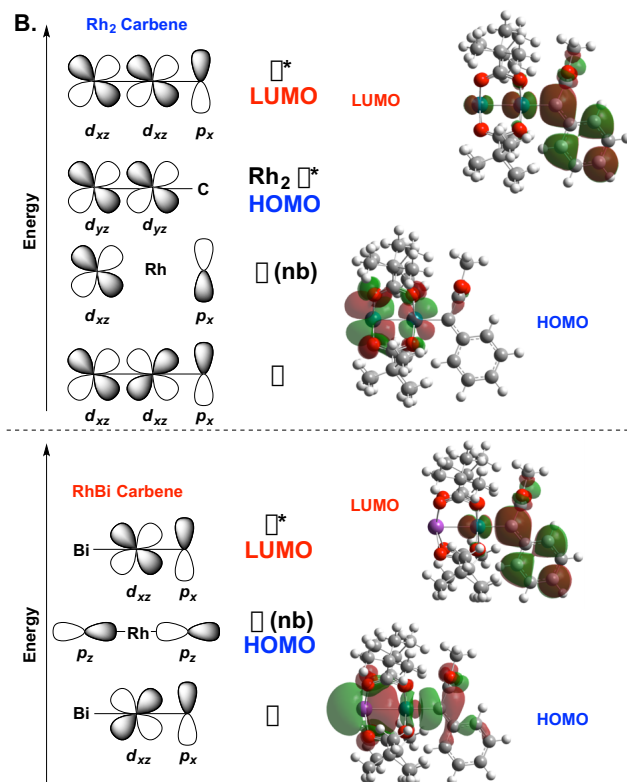 B.
Rh₂ Carbene
Energy
dxz dxz px
▯*
LUMO
LUMO
dyz dyz
C
Rh₂ ▯*
HOMO
Rh
dxz px
▯ (nb)
HOMO
dxz dxz px
▯
RhBi Carbene
Energy
LUMO
Bi
dxz px
▯*
LUMO
Rh
pz pz
▯ (nb)
HOMO
Bi
dxz px
▯
HOMO